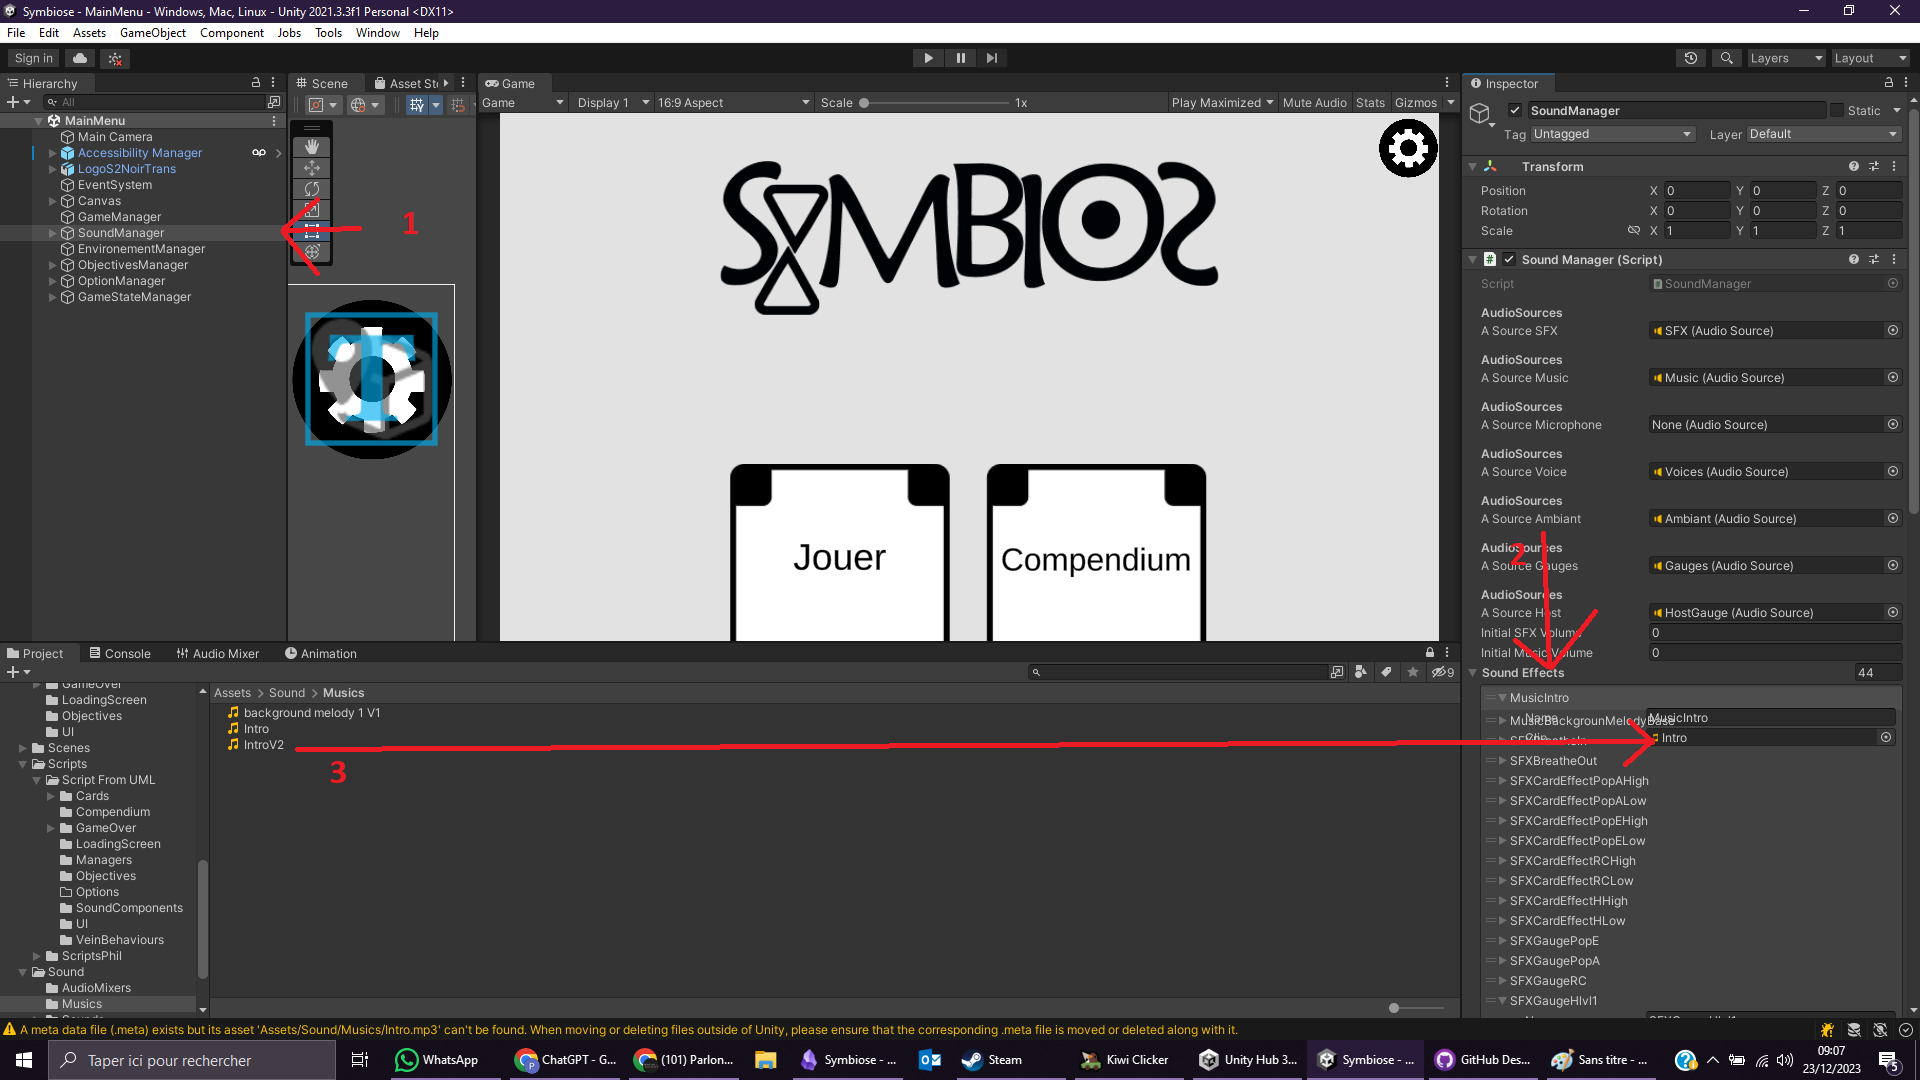 Symbiose - MainMenu - Windows, Mac, Linux - Unity 2021.3.3f1 Personal <DX11>
File Edit Assets GameObject Component Jobs Tools Window Help
Sign in
Layers
Layout
Hierarchy
All
MainMenu
Main Camera
Accessibility Manager
LogoS2NoirTrans
EventSystem
Canvas
GameManager
SoundManager
EnvironementManager
ObjectivesManager
OptionManager
GameStateManager
1
Scene
Asset St
Game
Game
Display 1
16:9 Aspect
Scale
1x
Play Maximized
Mute Audio
Stats
Gizmos
SYMBIOS
Jouer
Compendium
Inspector
SoundManager
Static
Tag
Untagged
Layer
Default
Transform
Position X 0 Y 0 Z 0
Rotation X 0 Y 0 Z 0
Scale X 1 Y 1 Z 1
Sound Manager (Script)
Script SoundManager
AudioSources
A Source SFX SFX (Audio Source)
AudioSources
A Source Music Music (Audio Source)
AudioSources
A Source Microphone None (Audio Source)
AudioSources
A Source Voice Voices (Audio Source)
AudioSources
A Source Ambiant Ambiant (Audio Source)
AudioSources
2
A Source Gauges Gauges (Audio Source)
AudioSources
A Source Host HostGauge (Audio Source)
Initial SFX Volume 0
Initial Music Volume 0
Sound Effects 44
MusicIntro
Name MusicIntro
MusicBackgrounMelodyBase
Clip Intro
SFXBreatheIn
SFXBreatheOut
SFXCardEffectPopAHigh
SFXCardEffectPopALow
SFXCardEffectPopEHigh
SFXCardEffectPopELow
SFXCardEffectRCHigh
SFXCardEffectRCLow
SFXCardEffectHHigh
SFXCardEffectHLow
SFXGaugePopE
SFXGaugePopA
SFXGaugeRC
SFXGaugeHlvl1
Project
Console
Audio Mixer
Animation
9
GameOver
LoadingScreen
Objectives
UI
Scenes
Scripts
Script From UML
Cards
Compendium
GameOver
LoadingScreen
Managers
Objectives
Options
SoundComponents
UI
VeinBehaviours
ScriptsPhil
Sound
AudioMixers
Musics
Assets > Sound > Musics
background melody 1 V1
Intro
IntroV2
3
A meta data file (.meta) exists but its asset 'Assets/Sound/Musics/Intro.mp3' can't be found. When moving or deleting files outside of Unity, please ensure that the corresponding .meta file is moved or deleted along with it.
Taper ici pour rechercher
WhatsApp
ChatGPT - G...
(101) Parlon...
Symbiose - ...
Steam
Kiwi Clicker
Unity Hub 3...
Symbiose - ...
GitHub Des...
Sans titre - ...
09:07
23/12/2023
5